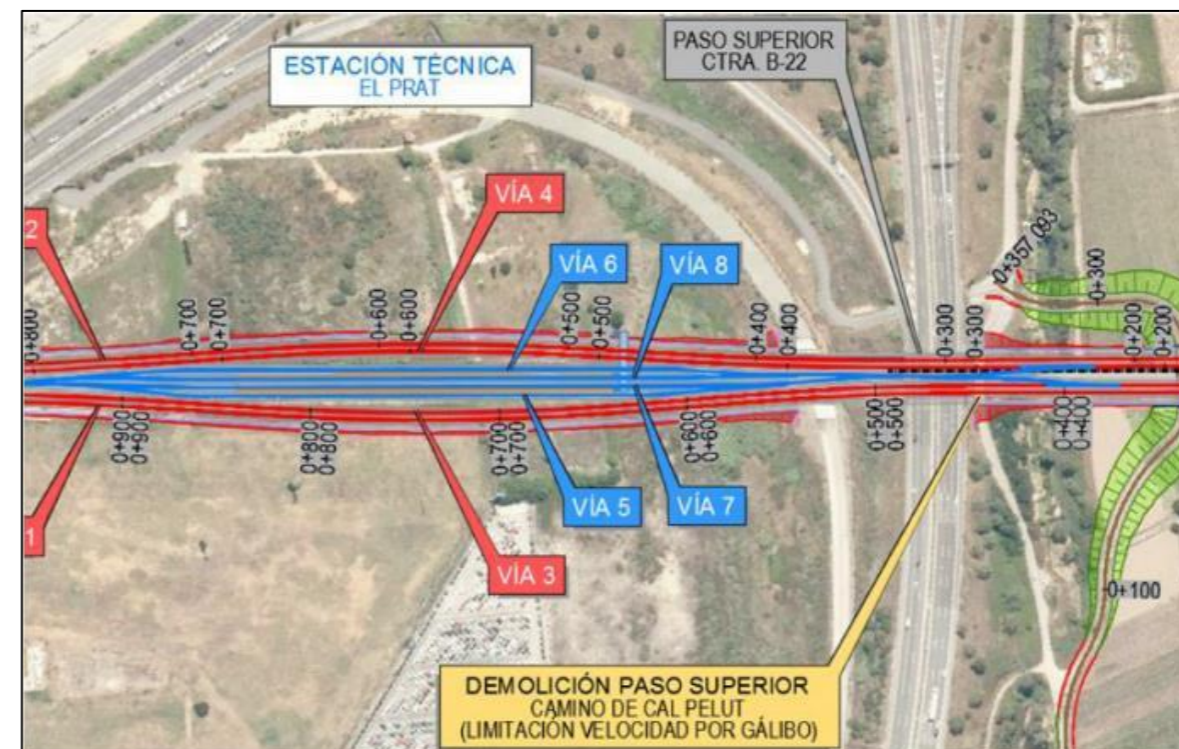 ESTACIÓN TÉCNICA
EL PRAT
PASO SUPERIOR
CTRA. B-22
2
VÍA 4
VÍA 6
VÍA 8
0+357.093
0+300
0+800
0+700
0+700
0+600
0+600
0+500
0+500
0+400
0+400
0+300
0+300
0+200
0+200
0+900
0+900
0+800
0+800
0+700
0+700
0+600
0+600
0+500
0+500
0+400
0+400
1
VÍA 5
VÍA 7
VÍA 3
0+100
DEMOLICIÓN PASO SUPERIOR
CAMINO DE CAL PELUT
(LIMITACIÓN VELOCIDAD POR GÁLIBO)